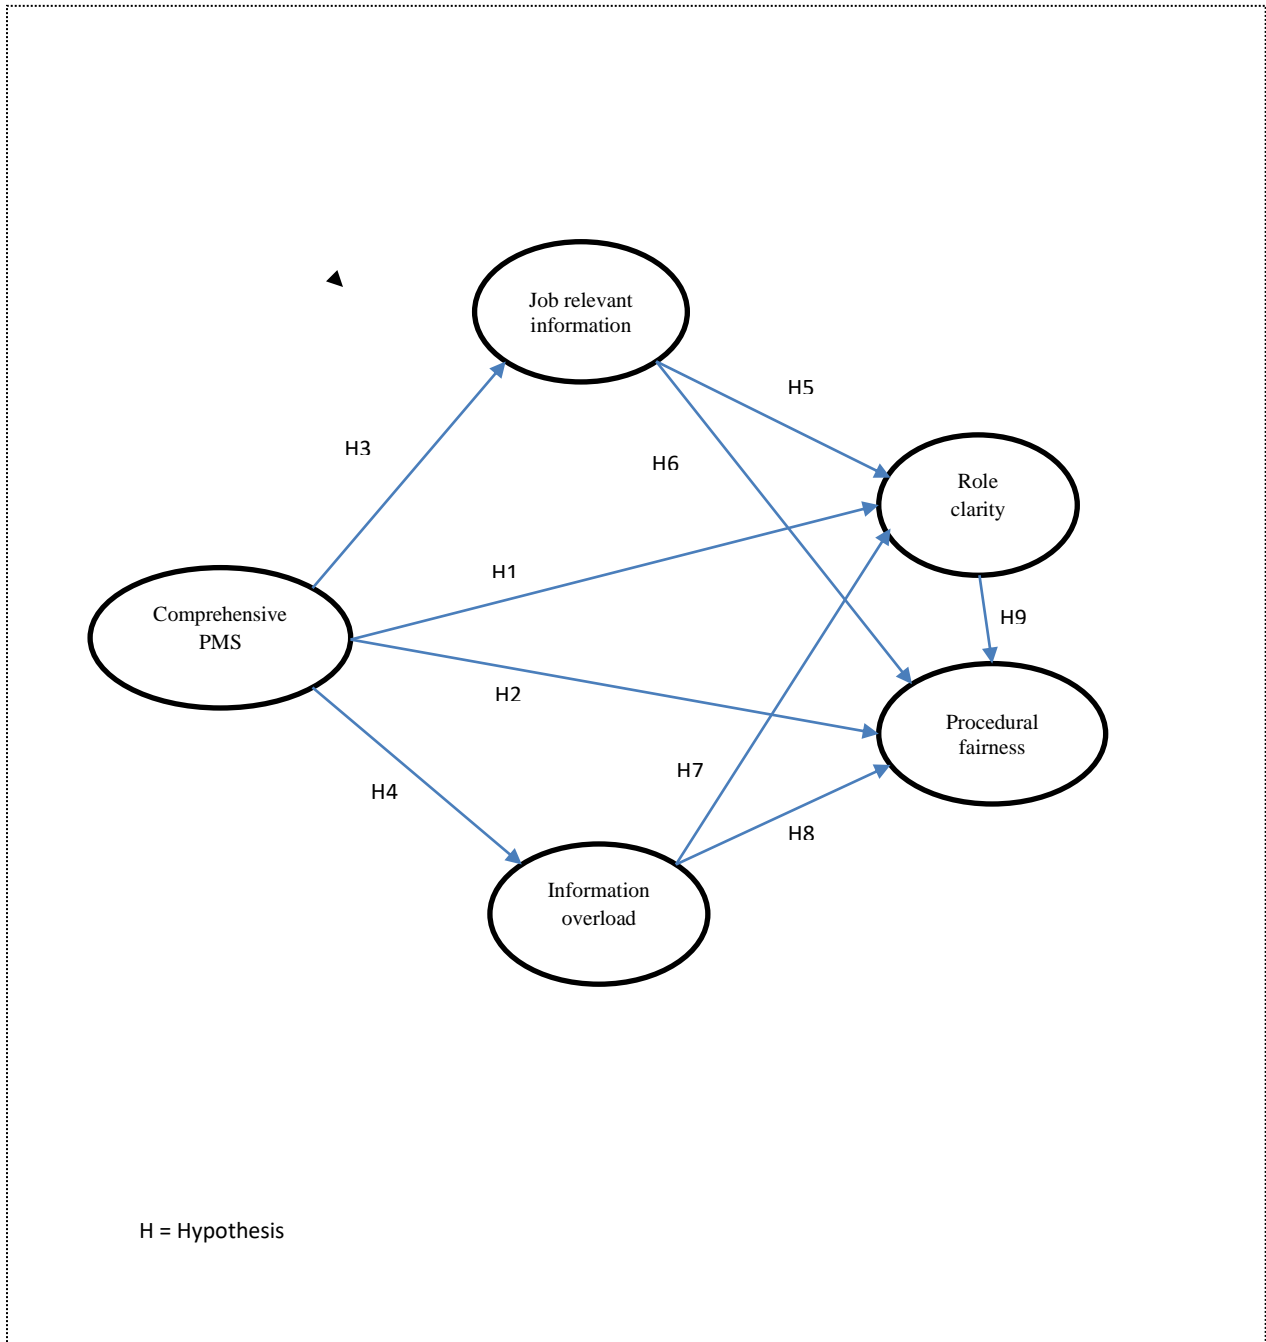 Job relevant
information
H5
H3
H6
Role
clarity
H1
Comprehensive
PMS
H9
H2
Procedural
fairness
H7
H4
H8
Information
overload
H = Hypothesis